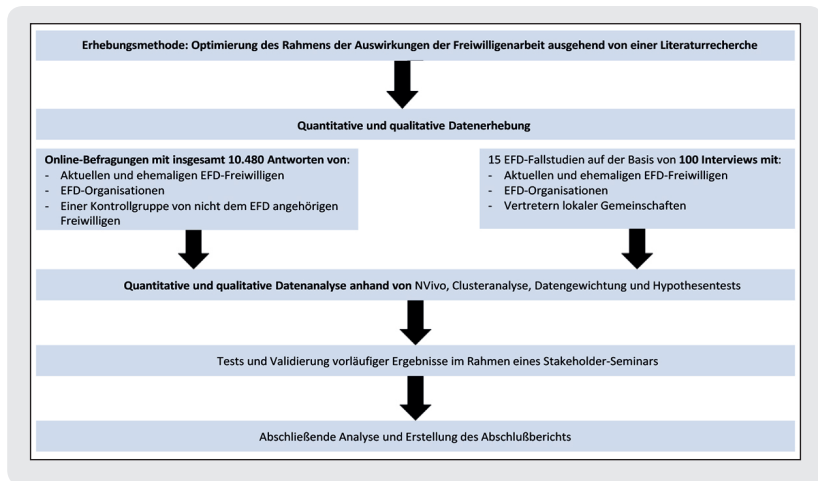 Erhebungsmethode: Optimierung des Rahmens der Auswirkungen der Freiwilligenarbeit ausgehend von einer Literaturrecherche
Quantitative und qualitative Datenerhebung
Online-Befragungen mit insgesamt 10.480 Antworten von:
- Aktuellen und ehemaligen EFD-Freiwilligen
- EFD-Organisationen
- Einer Kontrollgruppe von nicht dem EFD angehörigen
Freiwilligen
15 EFD-Fallstudien auf der Basis von 100 Interviews mit:
- Aktuellen und ehemaligen EFD-Freiwilligen
- EFD-Organisationen
- Vertretern lokaler Gemeinschaften
Quantitative und qualitative Datenanalyse anhand von NVivo, Clusteranalyse, Datengewichtung und Hypothesentests
Tests und Validierung vorläufiger Ergebnisse im Rahmen eines Stakeholder-Seminars
Abschließende Analyse und Erstellung des Abschlußberichts